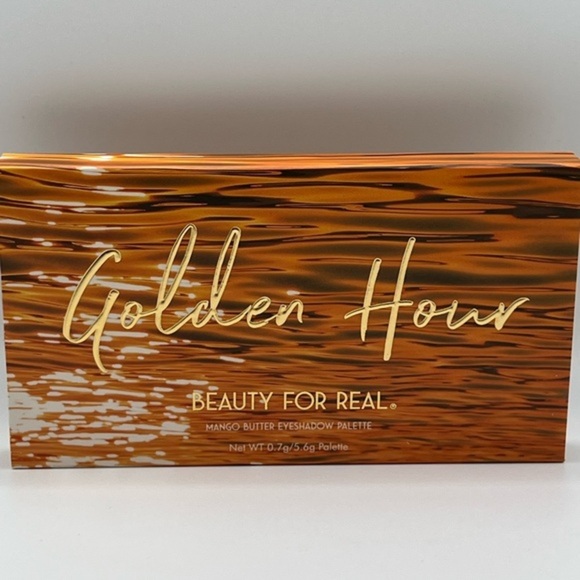 Golden Hour
BEAUTY FOR REAL®
MANGO BUTTER EYESHADOW PALETTE
Net WT 0.7g/5.6g Palette